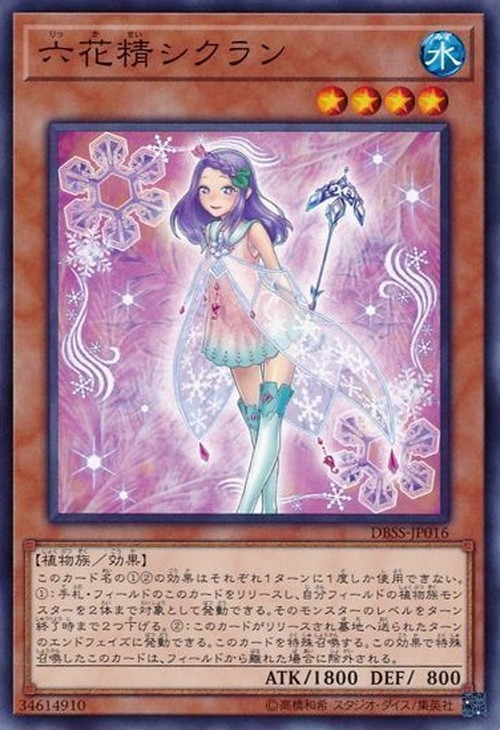 六花精シクラン
水
DBSS-JP016
【植物族／効果】
このカード名の①②の効果はそれぞれ1ターンに1度しか使用できない。
①：手札・フィールドのこのカードをリリースし、自分フィールドの植物族モン
スターを2体まで対象として発動できる。そのモンスターのレベルをターン
終了時まで2つ下げる。②：このカードがリリースされ墓地へ送られたターン
のエンドフェイズに発動できる。このカードを特殊召喚する。この効果で特殊
召喚したこのカードは、フィールドから離れた場合に除外される。
ATK/1800 DEF/ 800
34614910
©高橋和希 スタジオ・ダイス/集英社